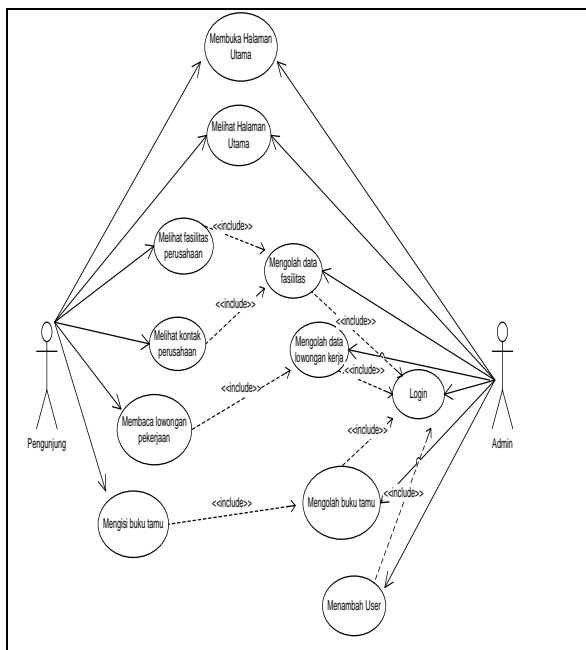 Membuka Halaman
Utama
Melihat Halaman
Utama
<<include>>
Melihat fasilitas
perusahaan
Mengolah data
fasilitas
<<include>>
<<include>>
Melihat kontak
perusahaan
Mengolah data
lowongan kerja
<<include>>
<<include>>
Login
Membaca lowongan
pekerjaan
<<include>>
Pengunjung
Admin
<<include>>
<<include>>
Mengisi buku tamu
Mengolah buku tamu
Menambah User